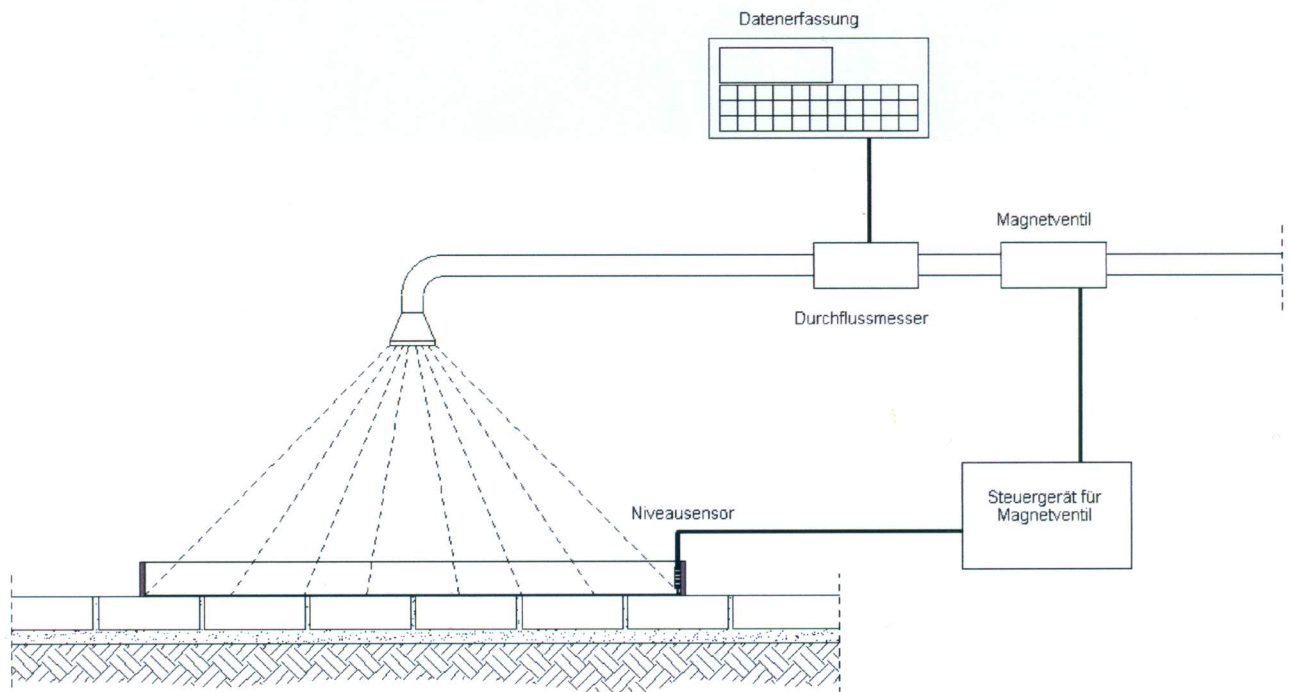 Datenerfassung
Magnetventil
Durchflussmesser
Niveausensor
Steuergerät für
Magnetventil